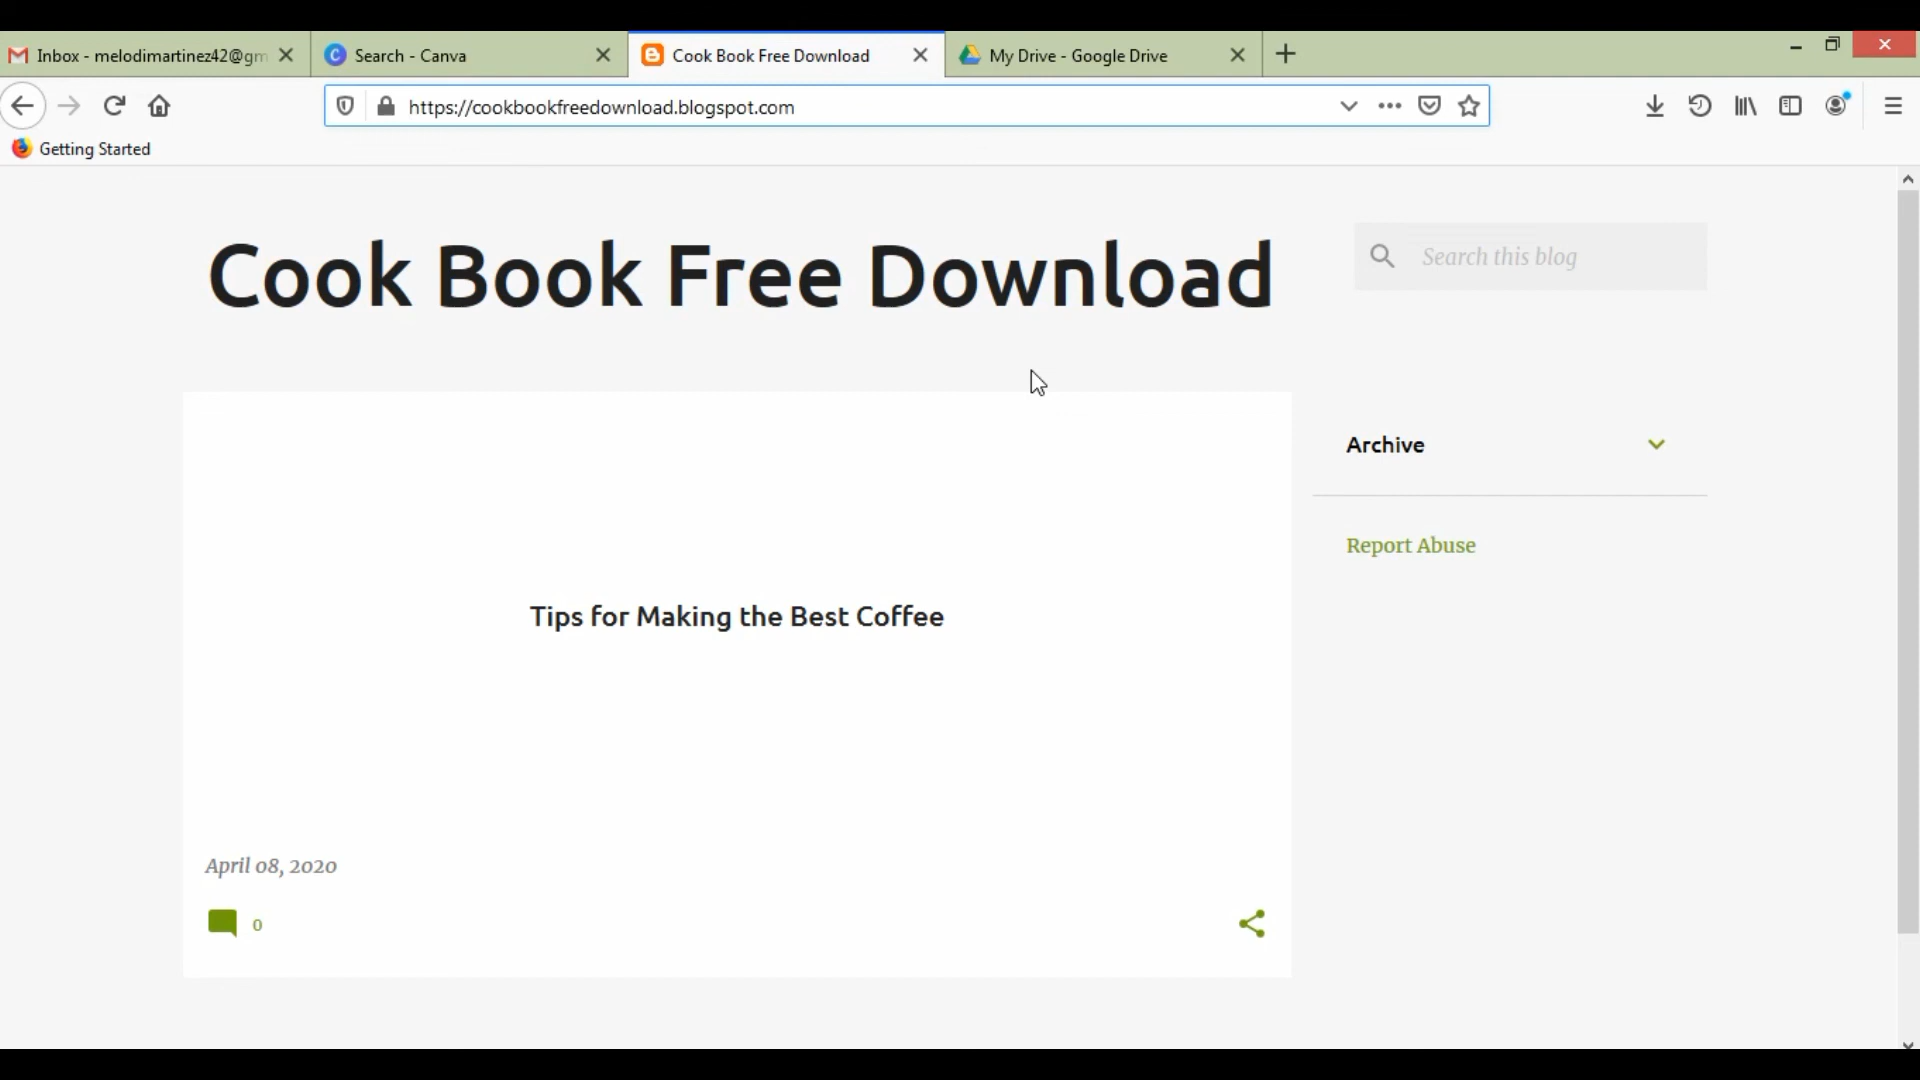 Inbox - melodimartinez42@gm
Search - Canva
Cook Book Free Download
My Drive - Google Drive
https://cookbookfreedownload.blogspot.com
Getting Started
Cook Book Free Download
Search this blog
Archive
Report Abuse
Tips for Making the Best Coffee
April 08, 2020
0